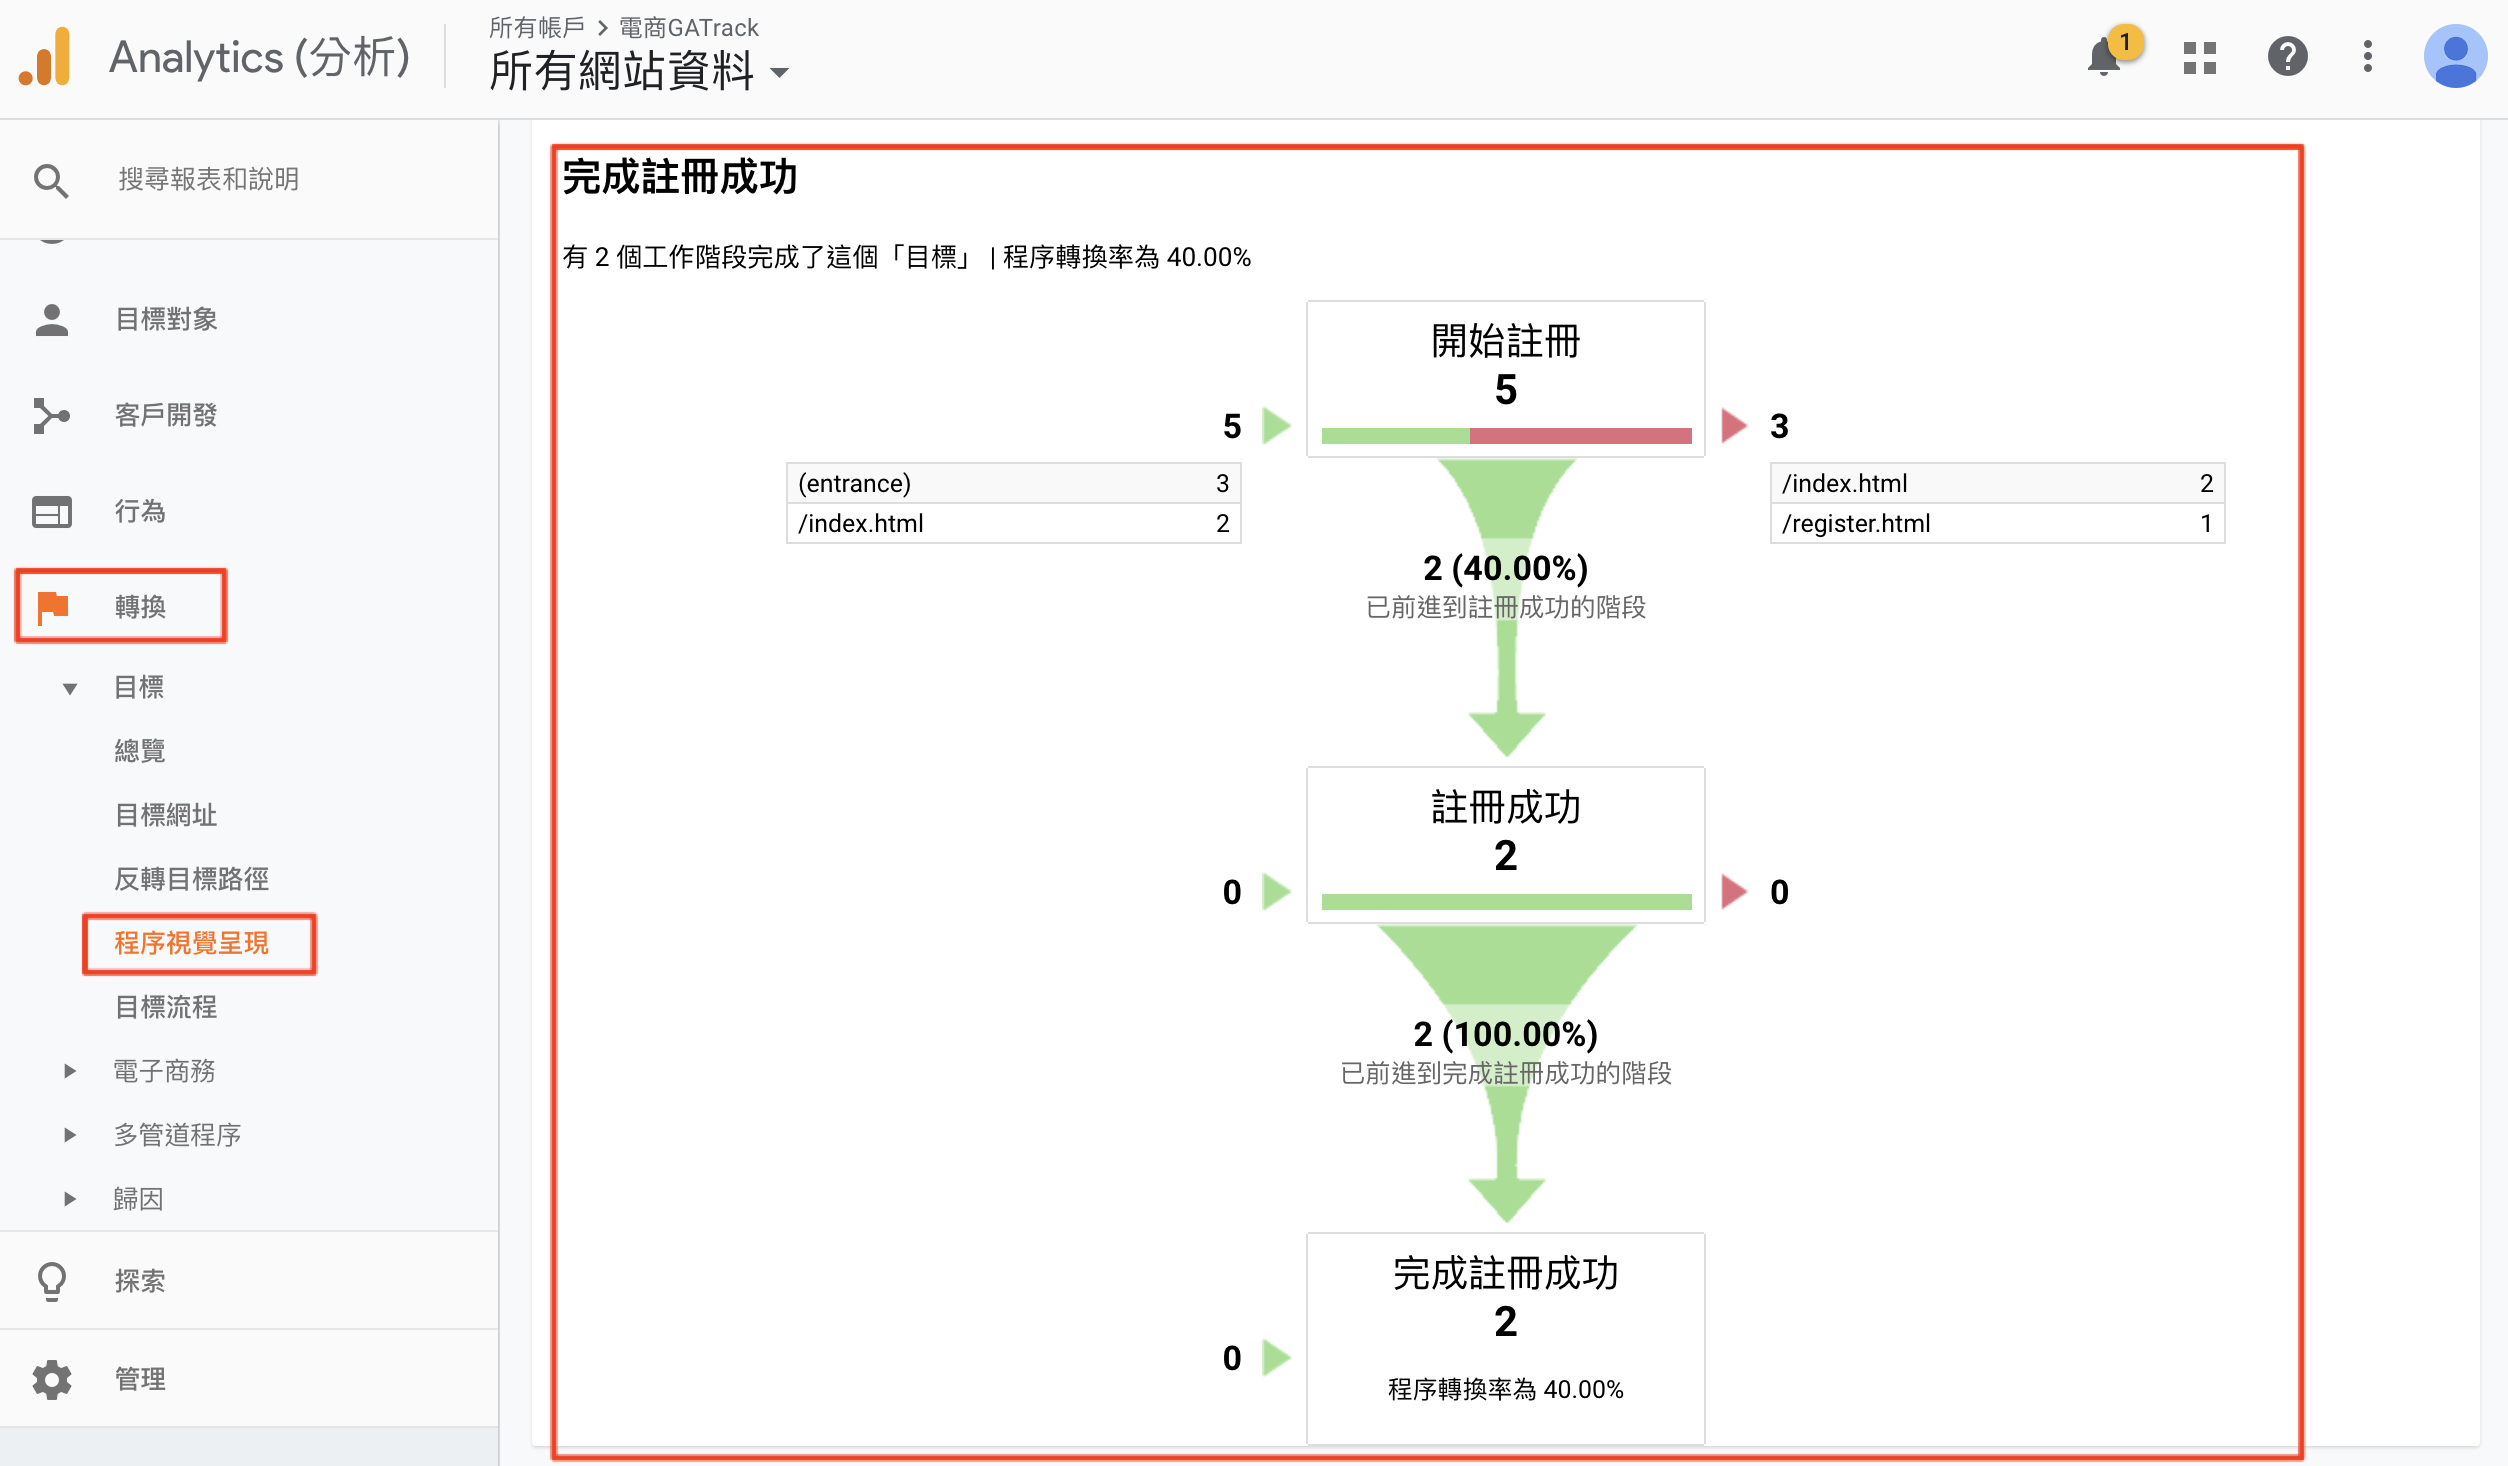 Analytics (分析)
所有帳戶 > 電商GATrack
所有網站資料
1
搜尋報表和說明
目標對象
客戶開發
行為
轉換
目標
總覽
目標網址
反轉目標路徑
程序視覺呈現
目標流程
電子商務
多管道程序
歸因
探索
管理
完成註冊成功
有 2 個工作階段完成了這個「目標」 | 程序轉換率為 40.00%
開始註冊
5
5
3
(entrance) 3
/index.html 2
/index.html 2
/register.html 1
2 (40.00%)
已前進到註冊成功的階段
註冊成功
2
0
0
2 (100.00%)
已前進到完成註冊成功的階段
完成註冊成功
2
0
程序轉換率為 40.00%